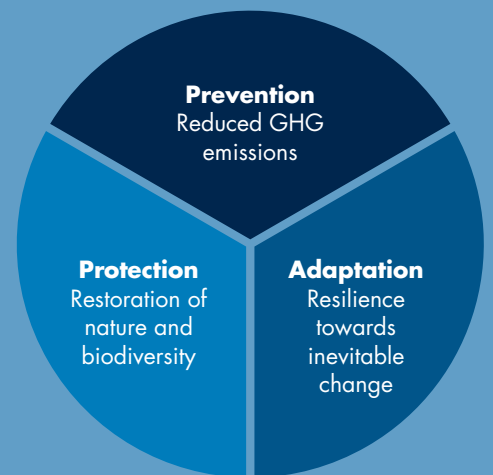 Prevention
Reduced GHG
emissions
Protection
Restoration of
nature and
biodiversity
Adaptation
Resilience
towards
inevitable
change